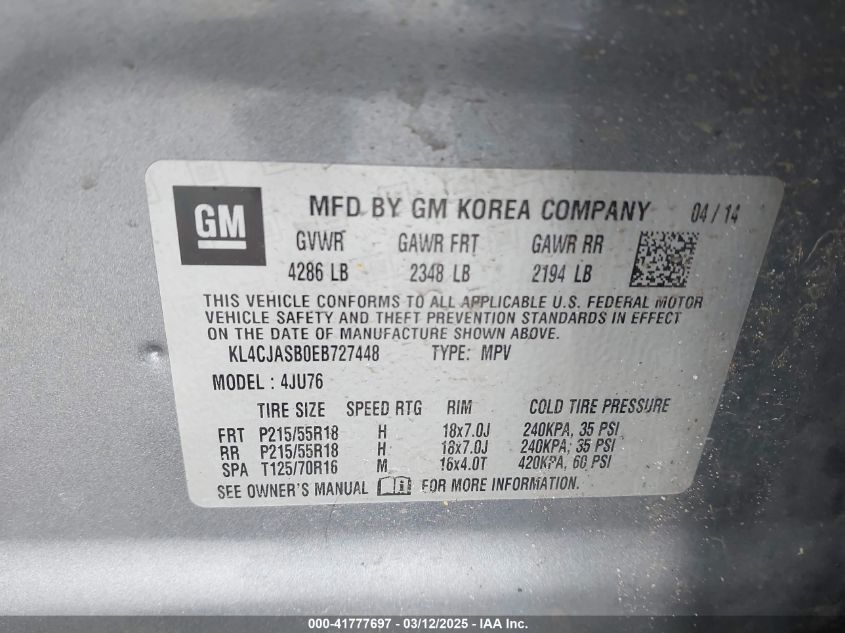 GM
MFD BY GM KOREA COMPANY 04 / 14
GVWR GAWR FRT GAWR RR
4286 LB 2348 LB 2194 LB
THIS VEHICLE CONFORMS TO ALL APPLICABLE U.S. FEDERAL MOTOR
VEHICLE SAFETY AND THEFT PREVENTION STANDARDS IN EFFECT
ON THE DATE OF MANUFACTURE SHOWN ABOVE.
KL4CJASB0EB727448 TYPE: MPV
MODEL : 4JU76
TIRE SIZE SPEED RTG RIM COLD TIRE PRESSURE
FRT P215/55R18 H 18x7.0J 240KPA, 35 PSI
RR P215/55R18 H 18x7.0J 240KPA, 35 PSI
SPA T125/70R16 M 16x4.0T 420KPA, 60 PSI
SEE OWNER'S MANUAL FOR MORE INFORMATION.
000-41777697 - 03/12/2025 - IAA Inc.